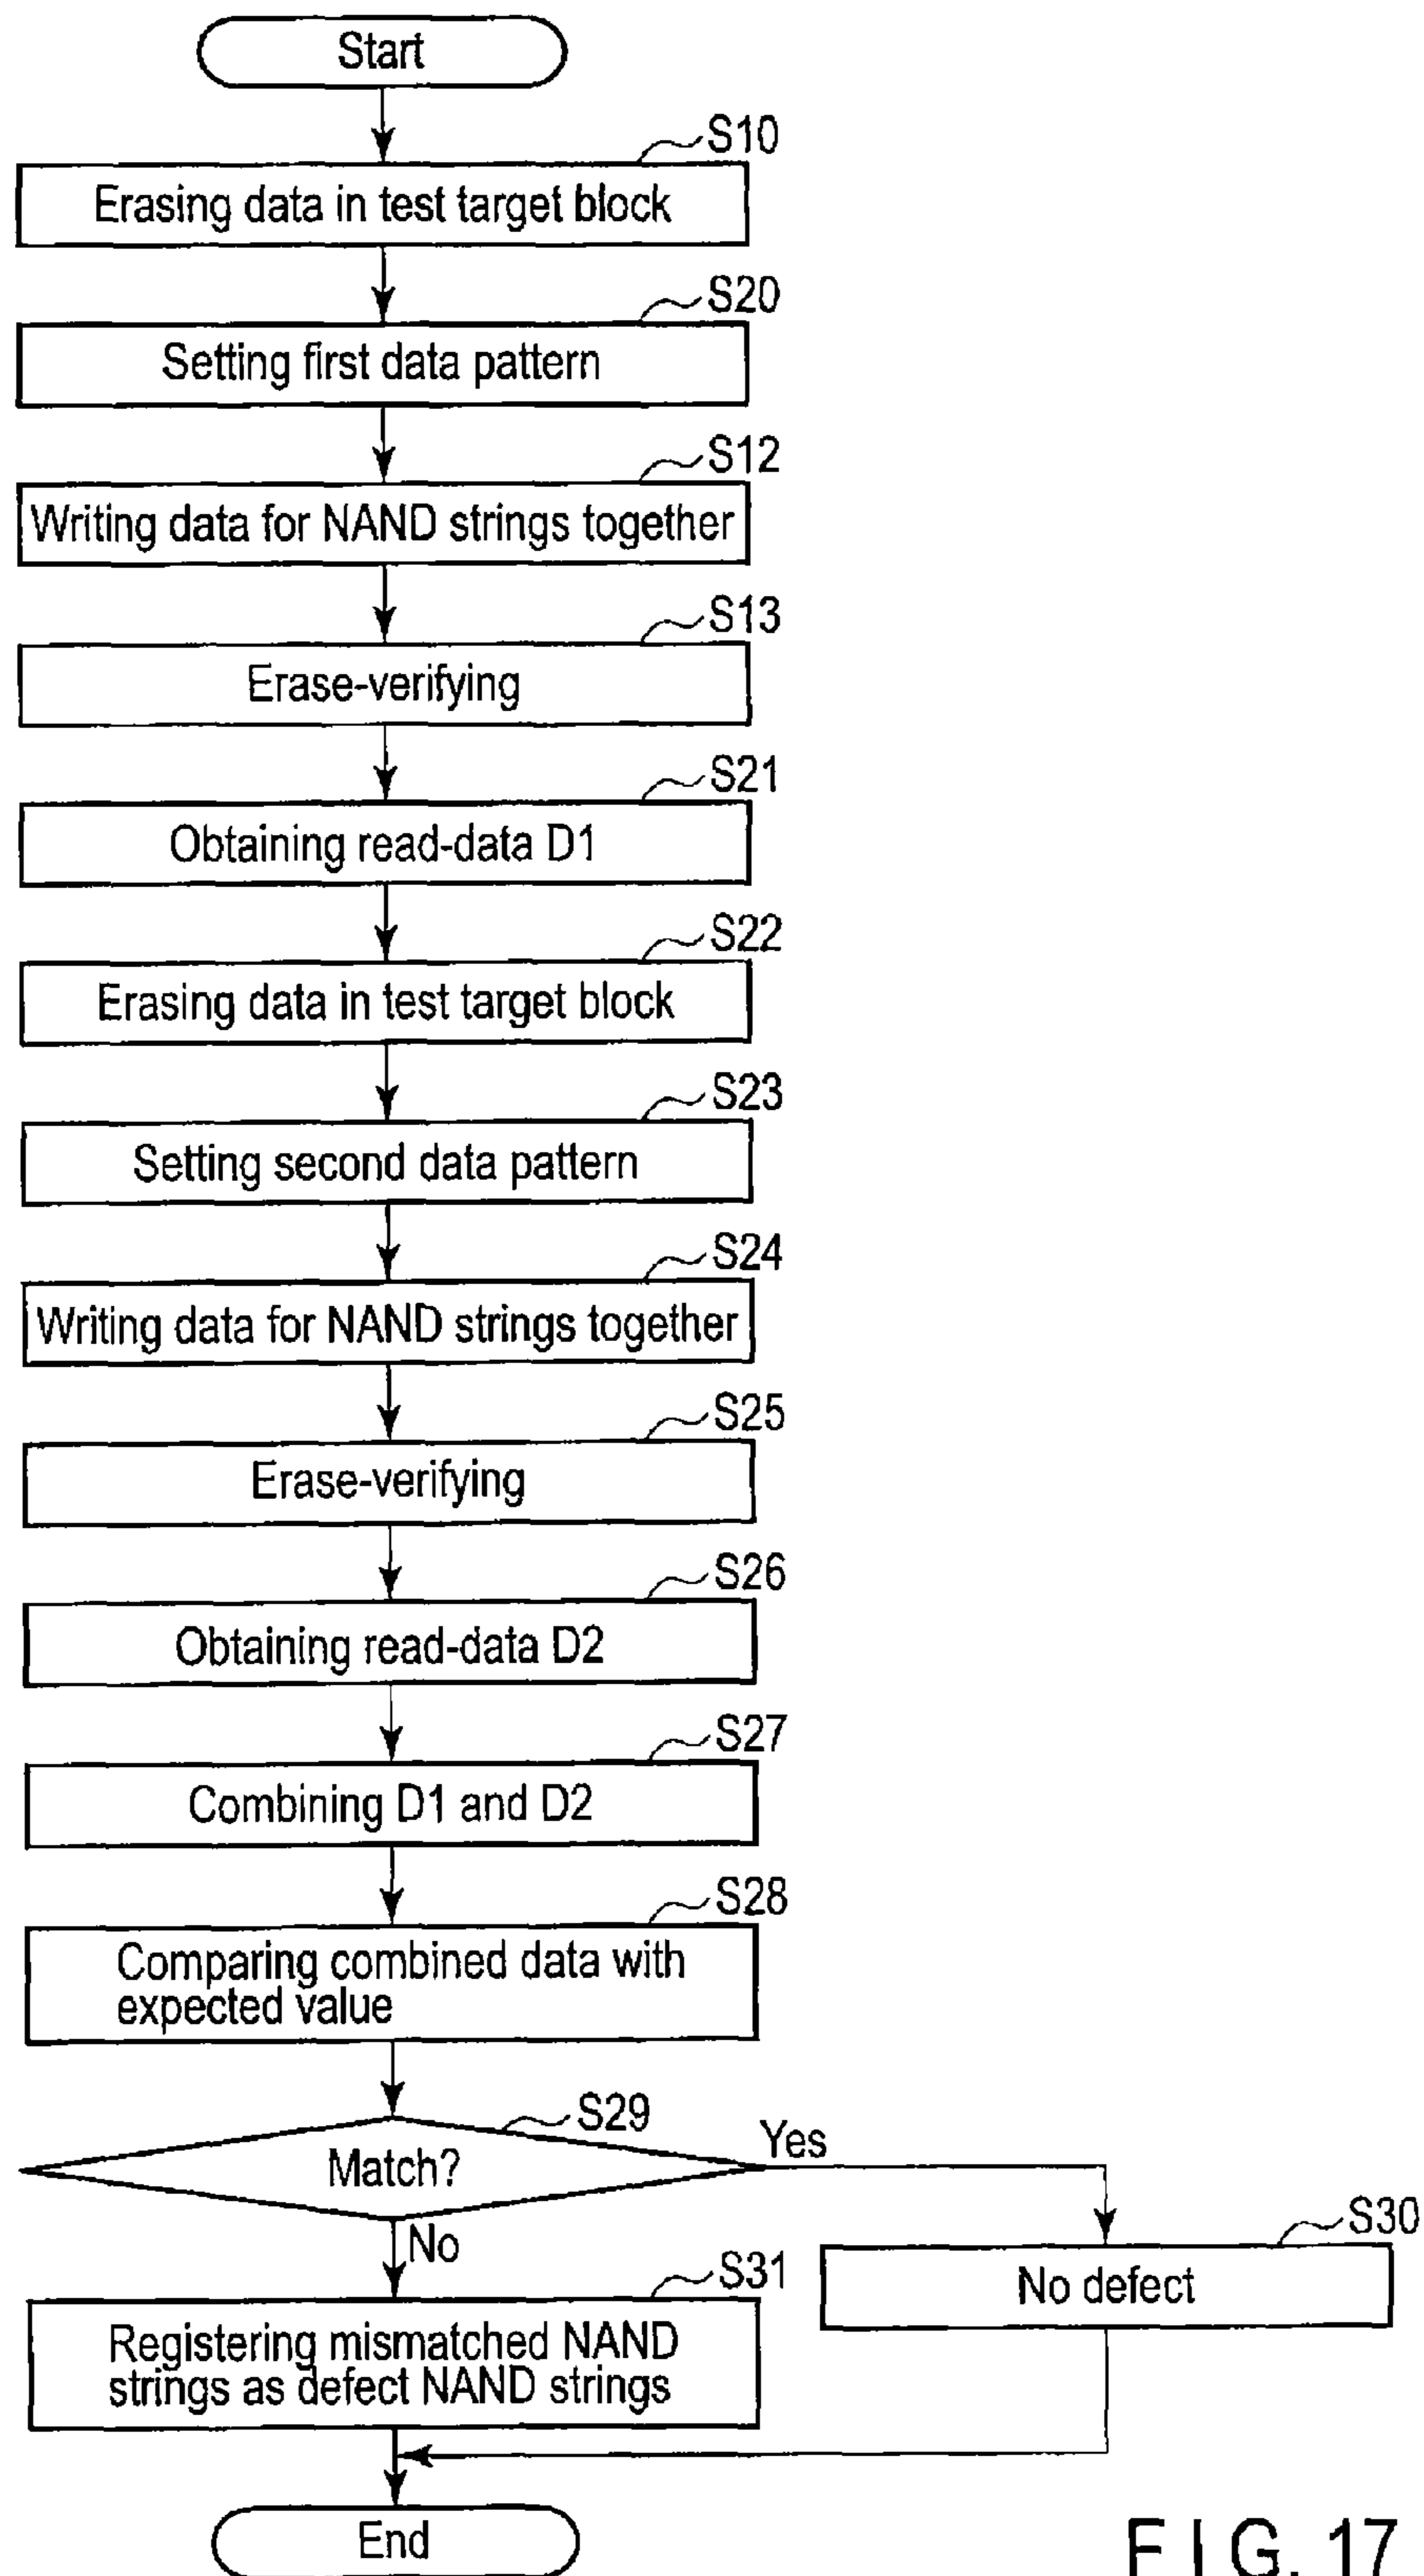 Start
S10
Erasing data in test target block
S20
Setting first data pattern
S12
Writing data for NAND strings together
S13
Erase-verifying
S21
Obtaining read-data D1
S22
Erasing data in test target block
S23
Setting second data pattern
S24
Writing data for NAND strings together
S25
Erase-verifying
S26
Obtaining read-data D2
S27
Combining D1 and D2
S28
Comparing combined data with
expected value
S29
Match?
Yes
No
S30
No defect
S31
Registering mismatched NAND
strings as defect NAND strings
End
FIG. 17